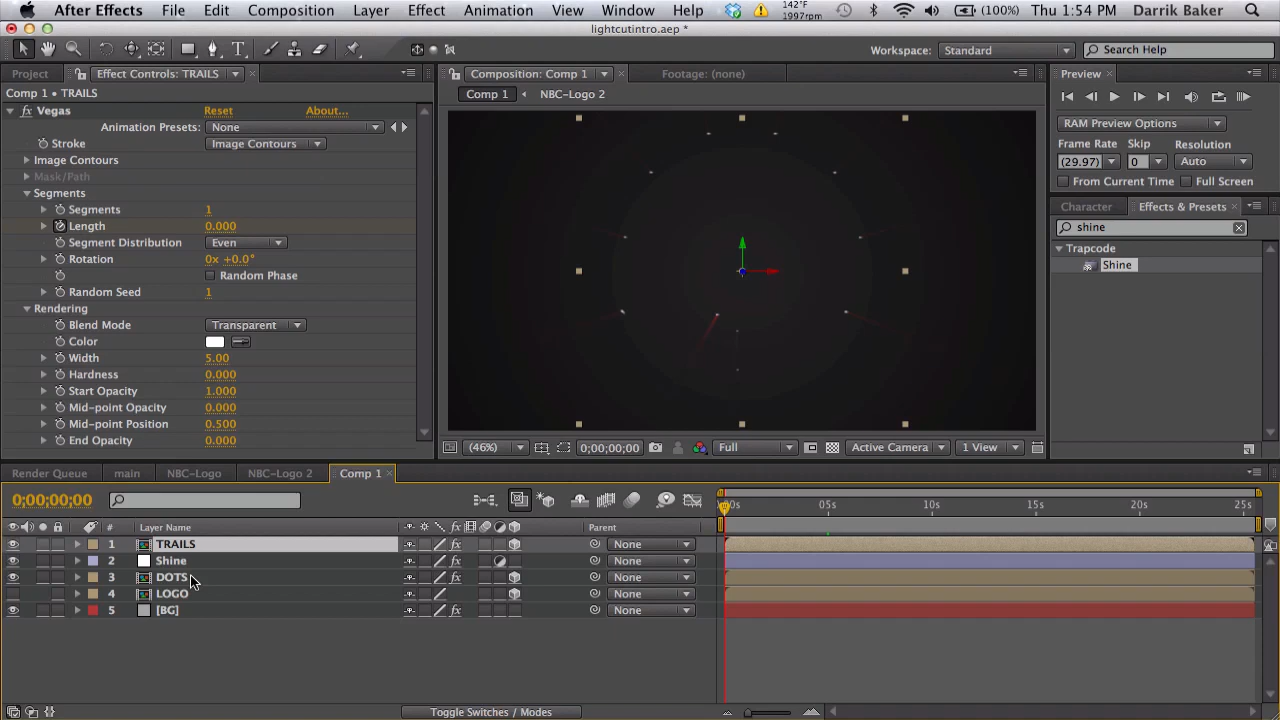 After Effects File Edit Composition Layer Effect Animation View Window Help 142°F 1997rpm (100%) Thu 1:54 PM Darrik Baker
lightcutintro.aep *
Workspace: Standard Search Help
Project Effect Controls: TRAILS Composition: Comp 1 Footage: (none) Preview
Comp 1 • TRAILS Comp 1 NBC-Logo 2
fx Vegas Reset About...
Animation Presets: None RAM Preview Options
Stroke Image Contours Frame Rate Skip Resolution
Image Contours (29.97) 0 Auto
Mask/Path From Current Time Full Screen
Segments
Segments 1 Character Effects & Presets
Length 0.000 shine
Segment Distribution Even Trapcode
Rotation 0x +0.0° Shine
Random Phase
Random Seed 1
Rendering
Blend Mode Transparent
Color
Width 5.00
Hardness 0.000
Start Opacity 1.000
Mid-point Opacity 0.000
Mid-point Position 0.500
End Opacity 0.000
(46%) 0;00;00;00 Full Active Camera 1 View
Render Queue main NBC-Logo NBC-Logo 2 Comp 1
0;00;00;00 :00s 05s 10s 15s 20s 25s
# Layer Name fx Parent
1 TRAILS fx None
2 Shine fx None
3 DOTS fx None
4 LOGO fx None
5 [BG] fx None
Toggle Switches / Modes